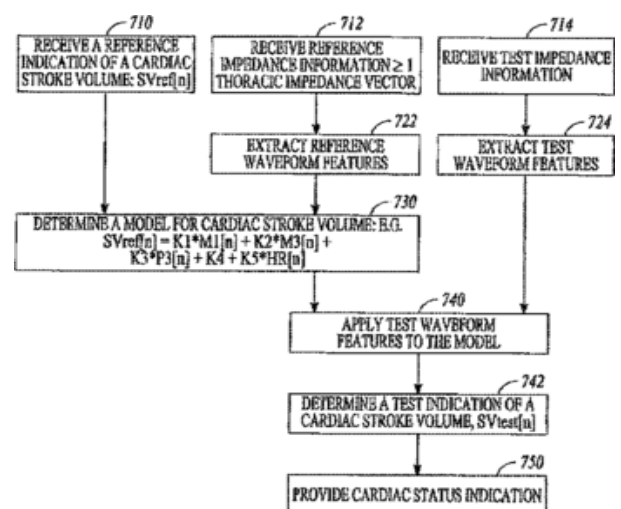 710
RECEIVE A REFERENCE
INDICATION OF A CARDIAC
STROKE VOLUME: SVref[n]
712
RECEIVE REFERENCE
IMPEDANCE INFORMATION ≥ 1
THORACIC IMPEDANCE VECTOR
714
RECEIVE TEST IMPEDANCE
INFORMATION
722
EXTRACT REFERENCE
WAVEFORM FEATURES
724
EXTRACT TEST
WAVEFORM FEATURES
730
DETERMINE A MODEL FOR CARDIAC STROKE VOLUME: E.G.
SVref[n] = K1*M1[n] + K2*M3[n] +
K3*P3[n] + K4 + K5*HR[n]
740
APPLY TEST WAVEFORM
FEATURES TO THE MODEL
742
DETERMINE A TEST INDICATION OF A
CARDIAC STROKE VOLUME, SVtest[n]
750
PROVIDE CARDIAC STATUS INDICATION